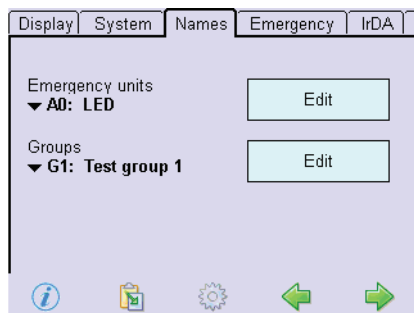 Display System Names Emergency IrDA
Emergency units
A0: LED Edit
Groups
G1: Test group 1 Edit